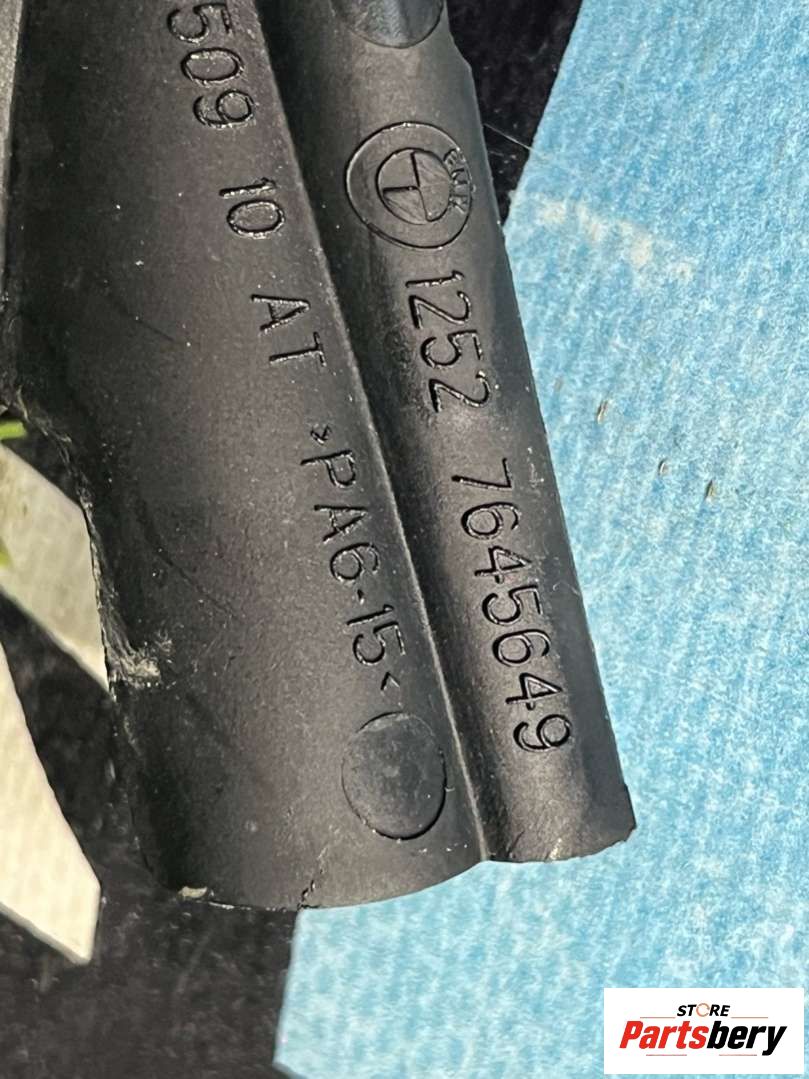 509 10 AT >PA6-15<
BMW
1252 7645649
STORE
Partsbery